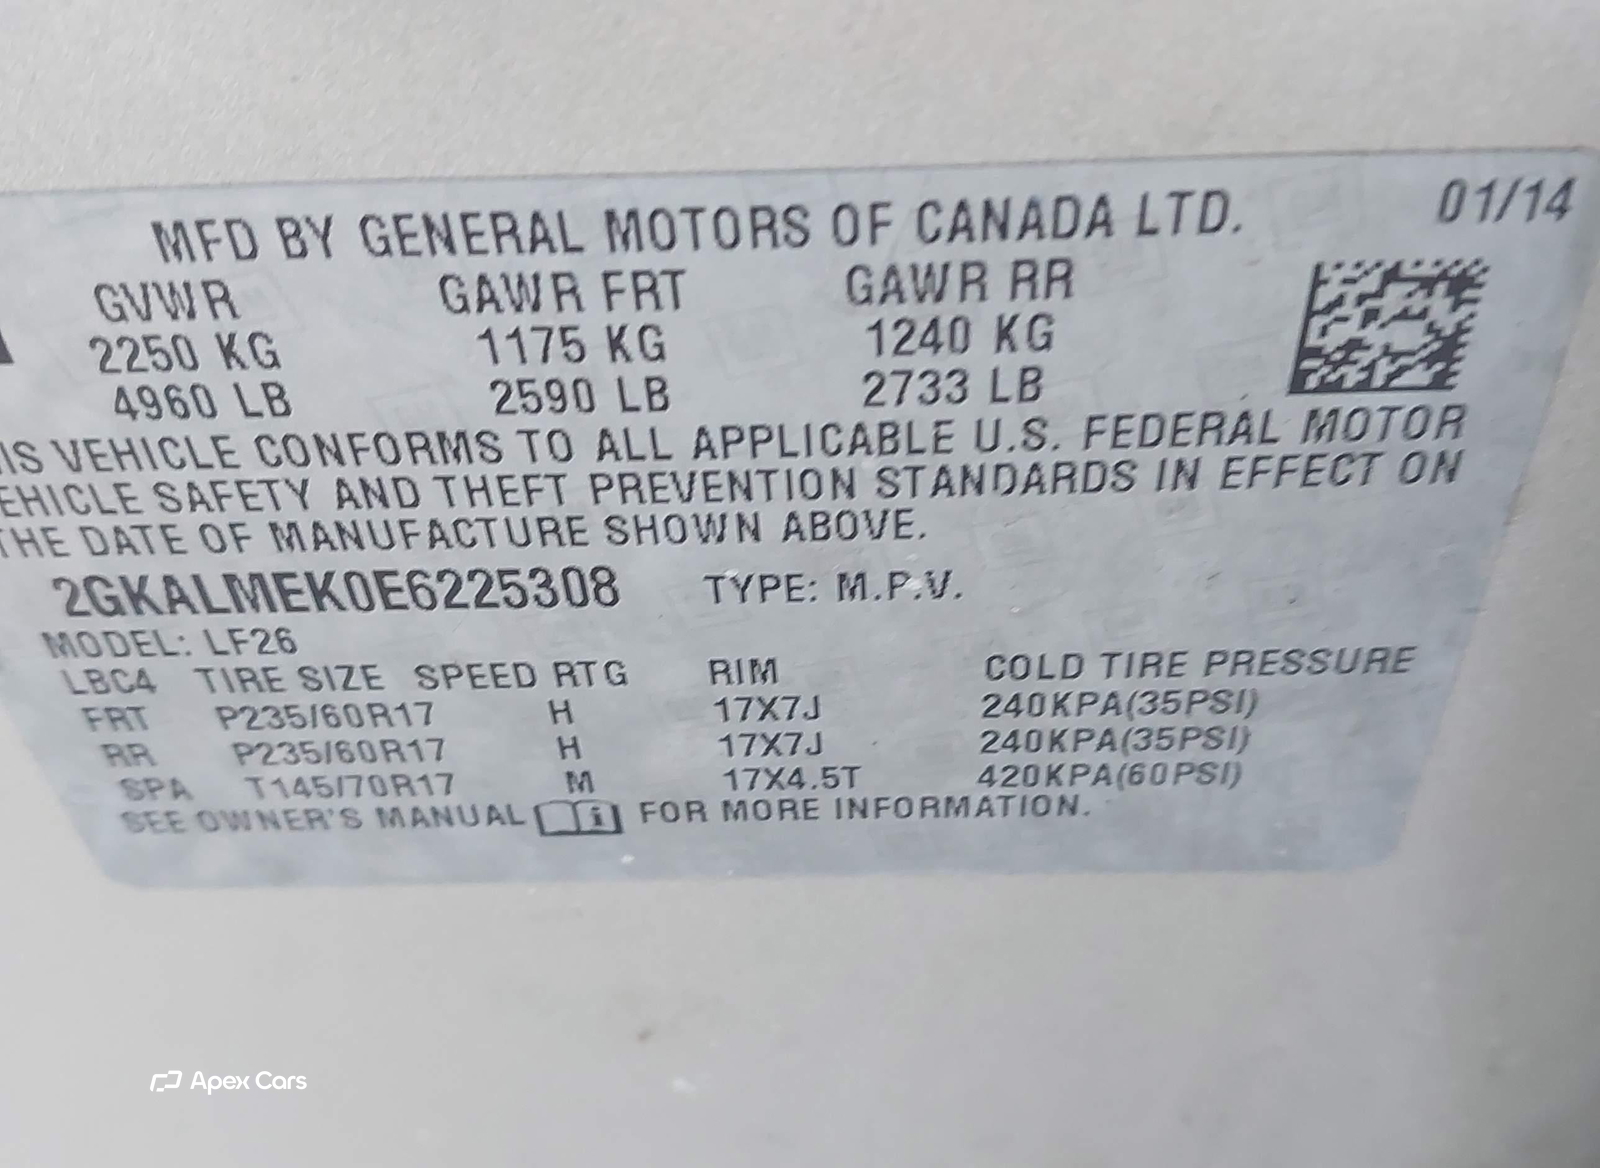 MFD BY GENERAL MOTORS OF CANADA LTD. 01/14
GVWR GAWR FRT GAWR RR
2250 KG 1175 KG 1240 KG
4960 LB 2590 LB 2733 LB
IS VEHICLE CONFORMS TO ALL APPLICABLE U.S. FEDERAL MOTOR
EHICLE SAFETY AND THEFT PREVENTION STANDARDS IN EFFECT ON
THE DATE OF MANUFACTURE SHOWN ABOVE.
2GKALMEK0E6225308 TYPE: M.P.V.
MODEL: LF26
LBC4 TIRE SIZE SPEED RTG RIM COLD TIRE PRESSURE
FRT P235/60R17 H 17X7J 240KPA(35PSI)
RR P235/60R17 H 17X7J 240KPA(35PSI)
SPA T145/70R17 M 17X4.5T 420KPA(60PSI)
SEE OWNER'S MANUAL i FOR MORE INFORMATION.
Apex Cars